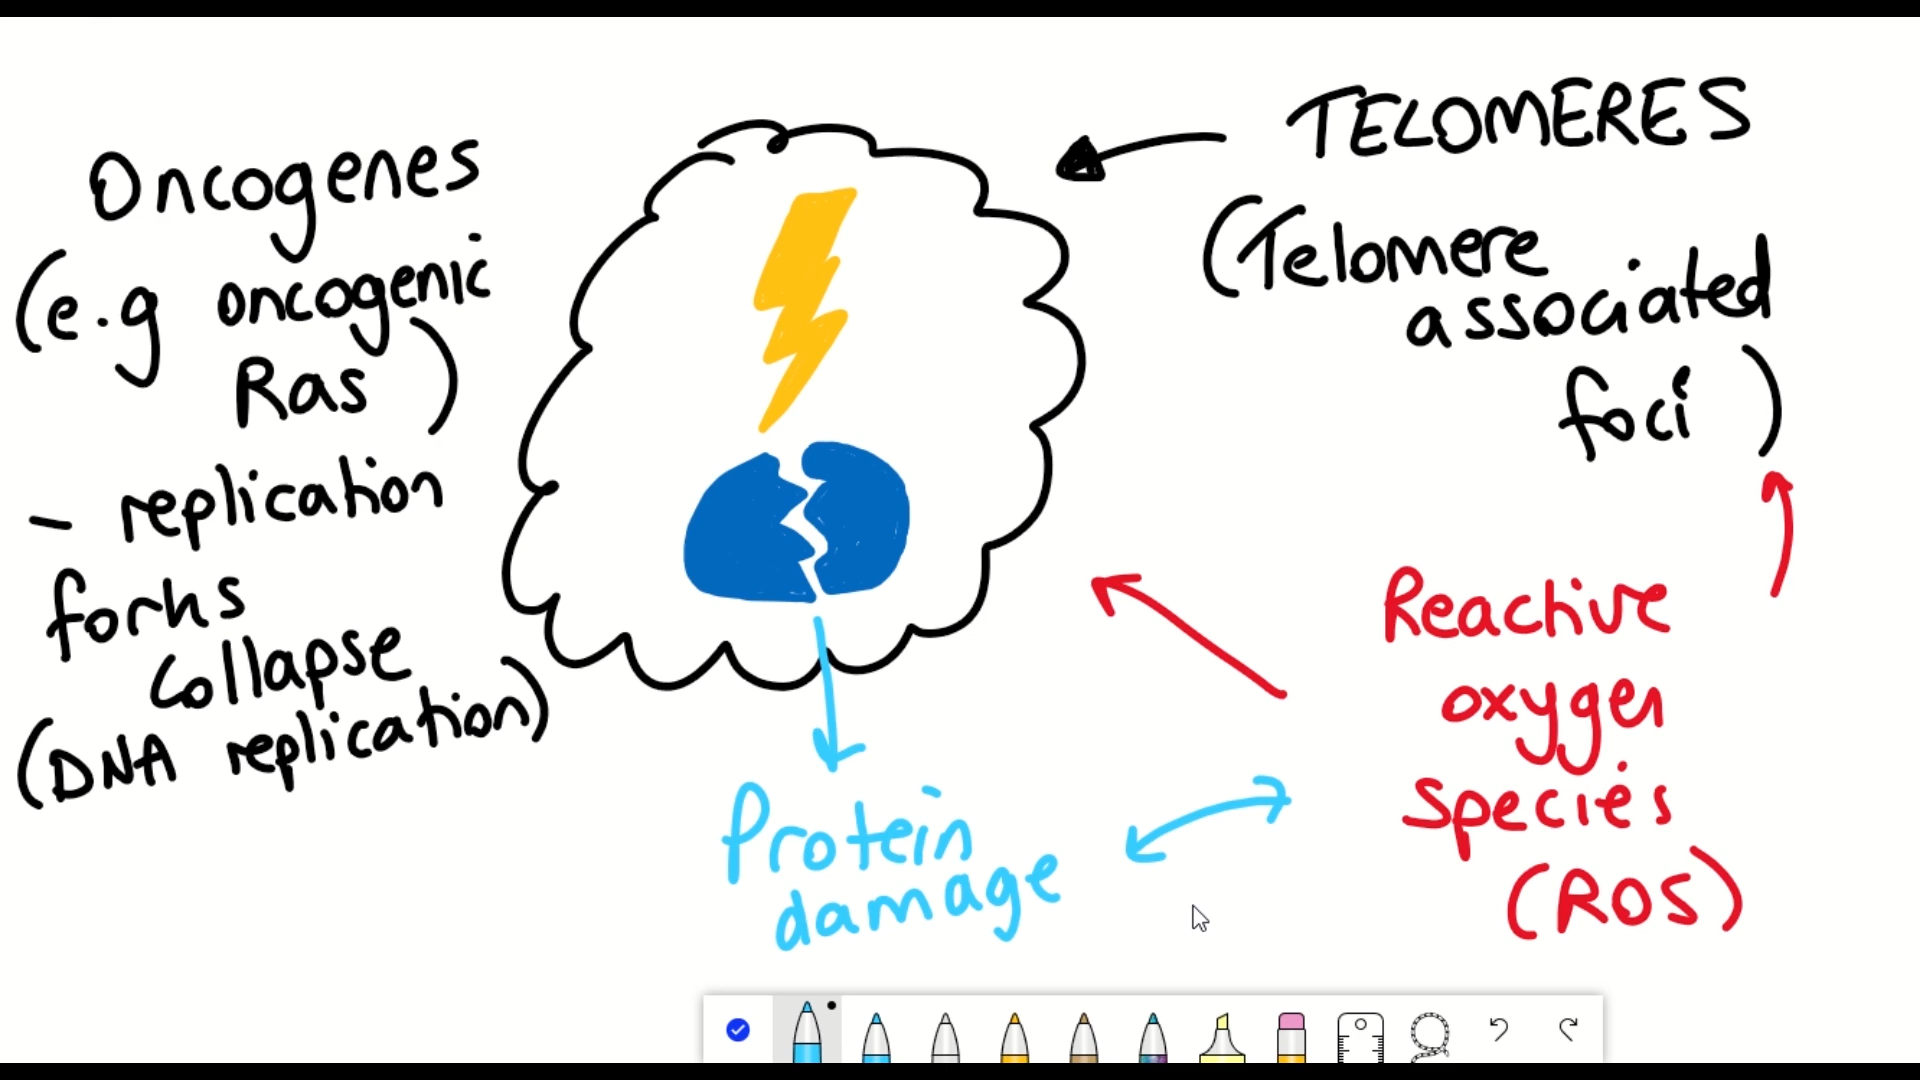 Oncogenes
(e.g oncogenic
Ras)
- replication
forks
collapse
(DNA replication)
TELOMERES
(Telomere
associated
foci)
Reactive
oxygen
species
(ROS)
Protein
damage